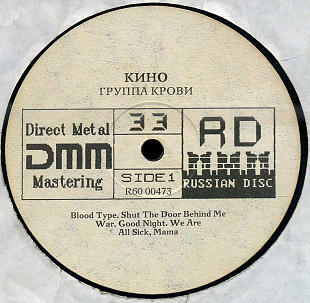 КИНО
ГРУППА КРОВИ
Direct Metal
DMM
Mastering
33
SIDE 1
R60 00473
RD
RUSSIAN DISC
Blood Type. Shut The Door Behind Me
War. Good Night. We Are
All Sick, Mama